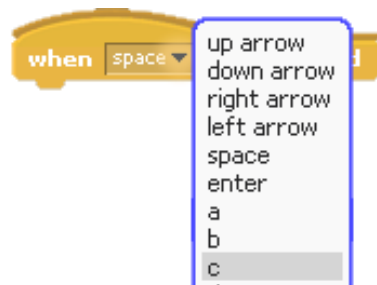 when space
up arrow
down arrow
right arrow
left arrow
space
enter
a
b
c